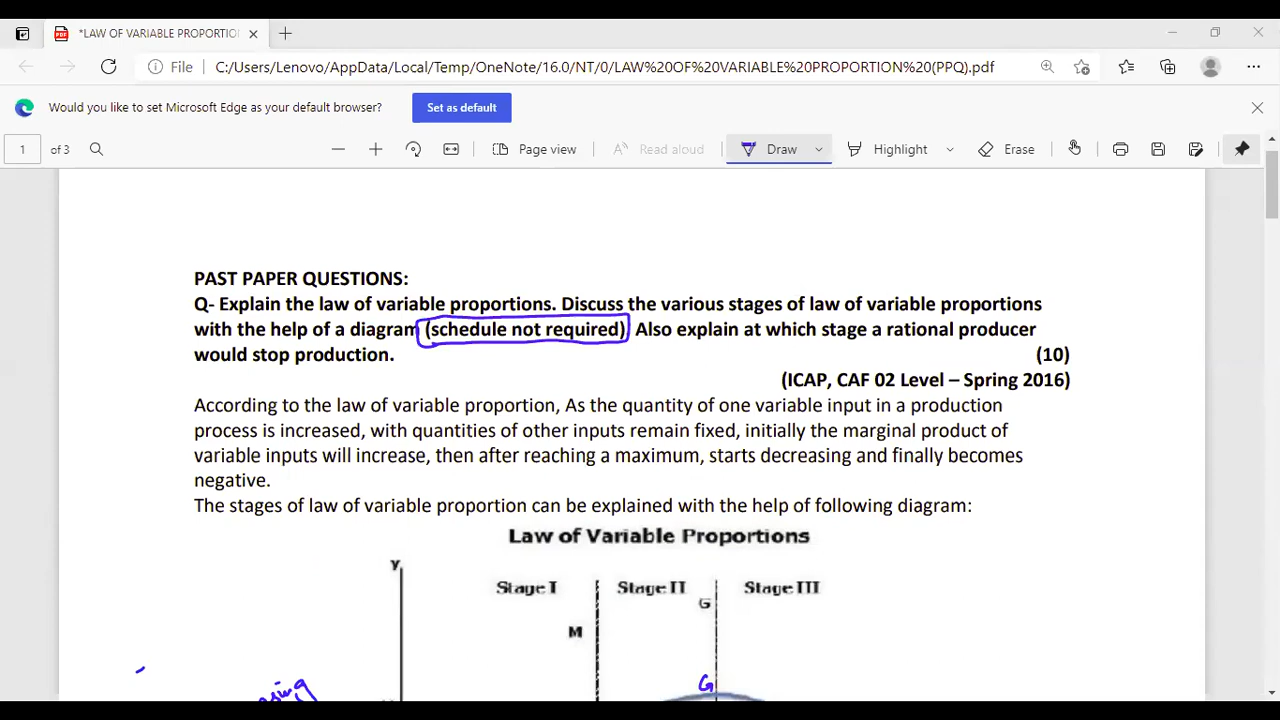 *LAW OF VARIABLE PROPORTIO
File
C:/Users/Lenovo/AppData/Local/Temp/OneNote/16.0/NT/0/LAW%20OF%20VARIABLE%20PROPORTION%20(PPQ).pdf
Would you like to set Microsoft Edge as your default browser?
Set as default
1 of 3
Page view
Read aloud
Draw
Highlight
Erase
PAST PAPER QUESTIONS:
Q- Explain the law of variable proportions. Discuss the various stages of law of variable proportions
with the help of a diagram (schedule not required). Also explain at which stage a rational producer
would stop production. (10)
(ICAP, CAF 02 Level – Spring 2016)
According to the law of variable proportion, As the quantity of one variable input in a production
process is increased, with quantities of other inputs remain fixed, initially the marginal product of
variable inputs will increase, then after reaching a maximum, starts decreasing and finally becomes
negative.
The stages of law of variable proportion can be explained with the help of following diagram:
Law of Variable Proportions
Y
Stage I
Stage II
Stage III
G
M
G